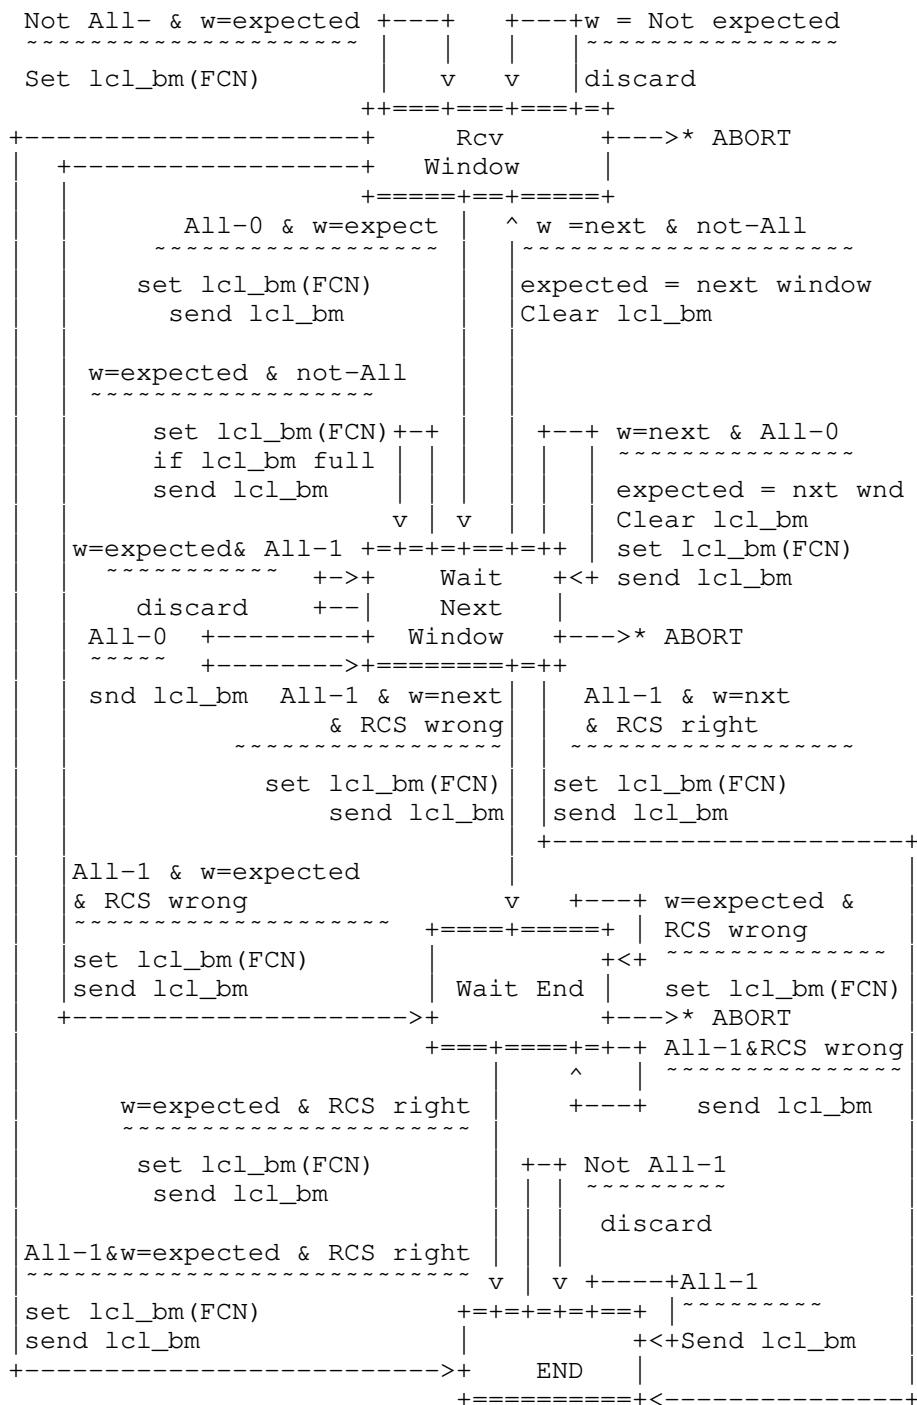 Not All- & w=expected +---+ +---+w = Not expected
Set lcl_bm(FCN) v v discard
Rcv +--->* ABORT
Window
All-0 & w=expect ^ w =next & not-All
set lcl_bm(FCN) expected = next window
send lcl_bm Clear lcl_bm
w=expected & not-All
set lcl_bm(FCN) w=next & All-0
if lcl_bm full
send lcl_bm expected = nxt wnd
v v Clear lcl_bm
w=expected& All-1 set lcl_bm(FCN)
Wait send lcl_bm
discard Next
All-0 Window +--->* ABORT
snd lcl_bm All-1 & w=next All-1 & w=nxt
& RCS wrong & RCS right
set lcl_bm(FCN) set lcl_bm(FCN)
send lcl_bm send lcl_bm
All-1 & w=expected
& RCS wrong v w=expected &
RCS wrong
set lcl_bm(FCN)
send lcl_bm Wait End set lcl_bm(FCN)
+--->* ABORT
All-1&RCS wrong
^
w=expected & RCS right send lcl_bm
set lcl_bm(FCN) Not All-1
send lcl_bm
discard
All-1&w=expected & RCS right
v v All-1
set lcl_bm(FCN)
send lcl_bm Send lcl_bm
END